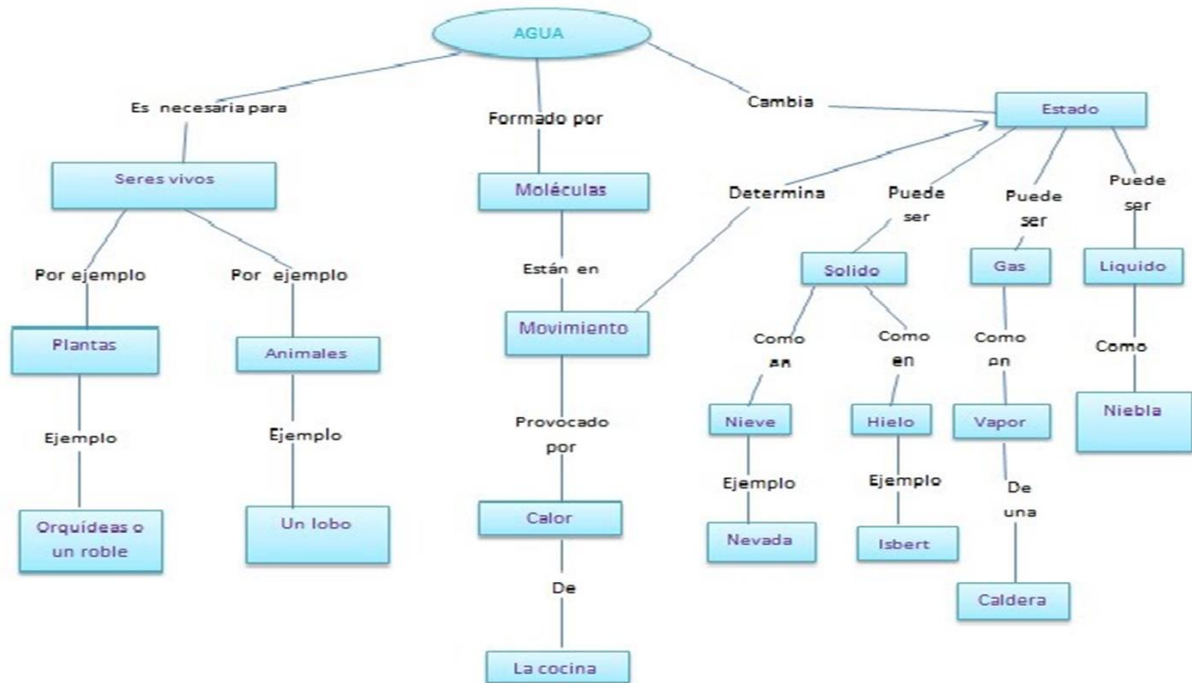 AGUA
Es necesaria para
Formado por
Cambia
Estado
Seres vivos
Moléculas
Determina
Puede
ser
Puede
ser
Puede
ser
Por ejemplo
Por ejemplo
Están en
Solido
Gas
Liquido
Plantas
Animales
Movimiento
Como
en
Como
en
Como
en
Como
Ejemplo
Ejemplo
Provocado
por
Nieve
Hielo
Vapor
Niebla
Orquídeas o
un roble
Un lobo
Calor
Ejemplo
Ejemplo
De
una
Nevada
Isbert
De
Caldera
La cocina